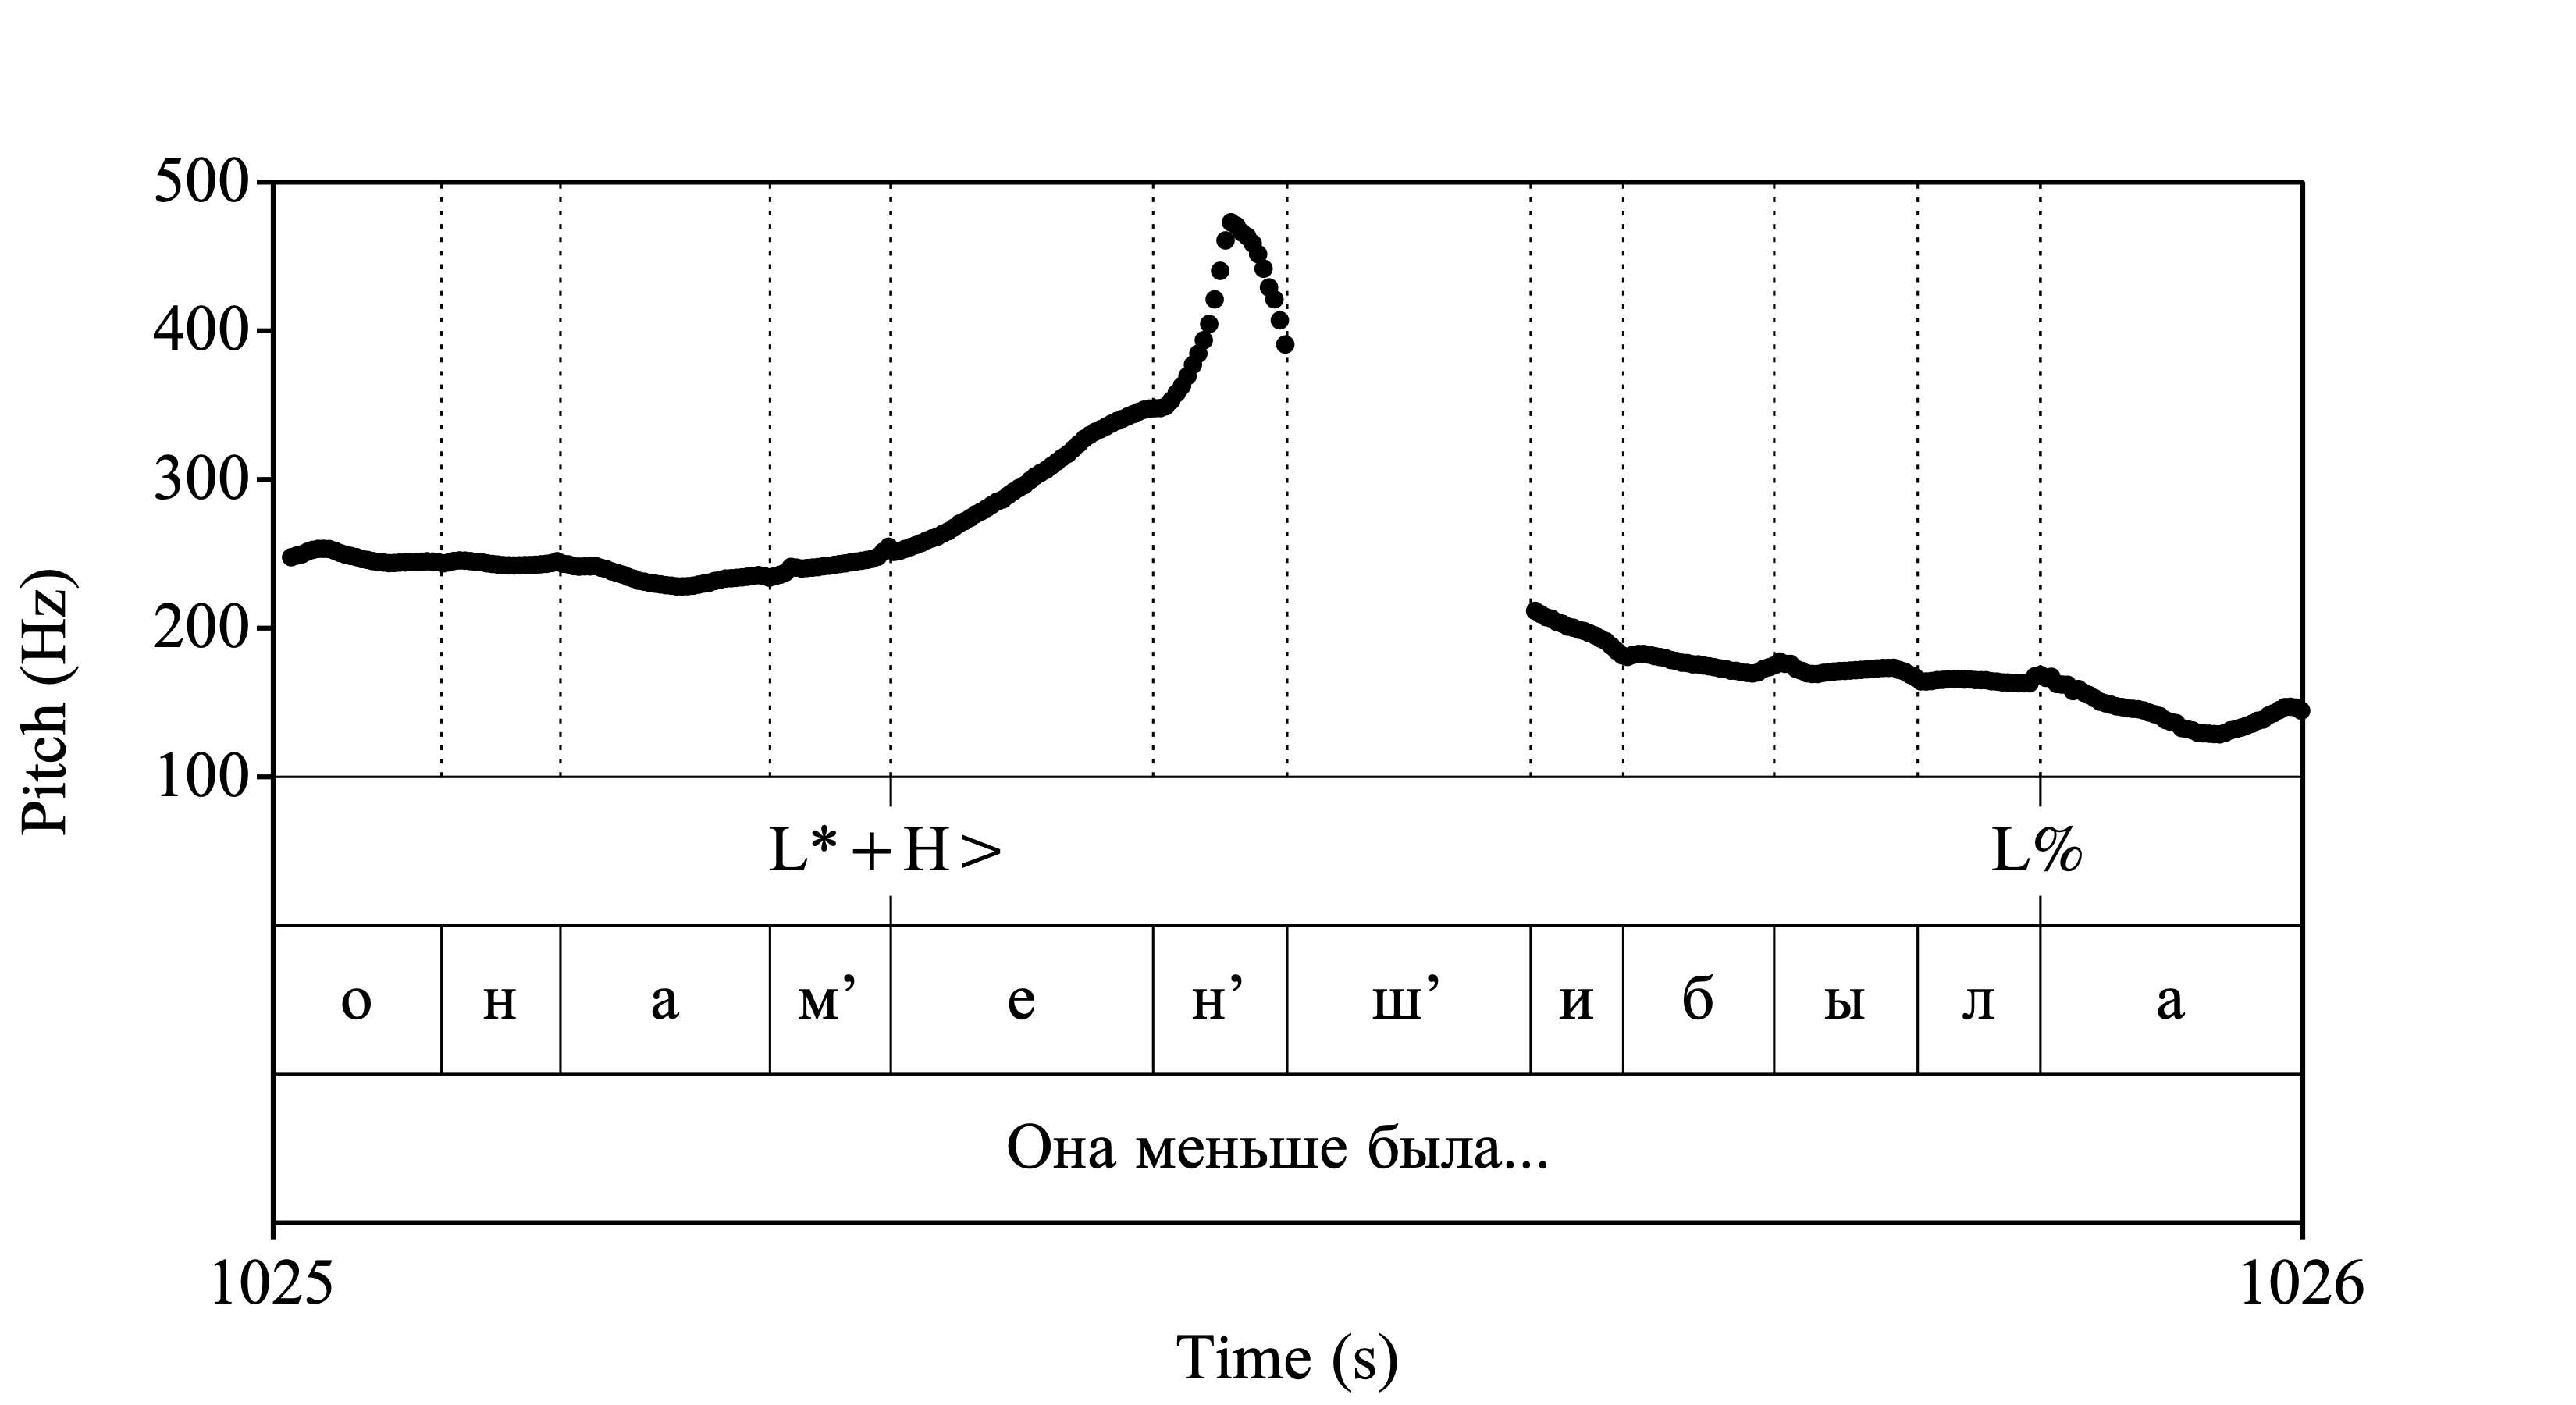 500
400
300
200
100
Pitch (Hz)
L*+H> L%
о н а м’ е н’ ш’ и б ы л а
Она меньше была...
1025 1026
Time (s)